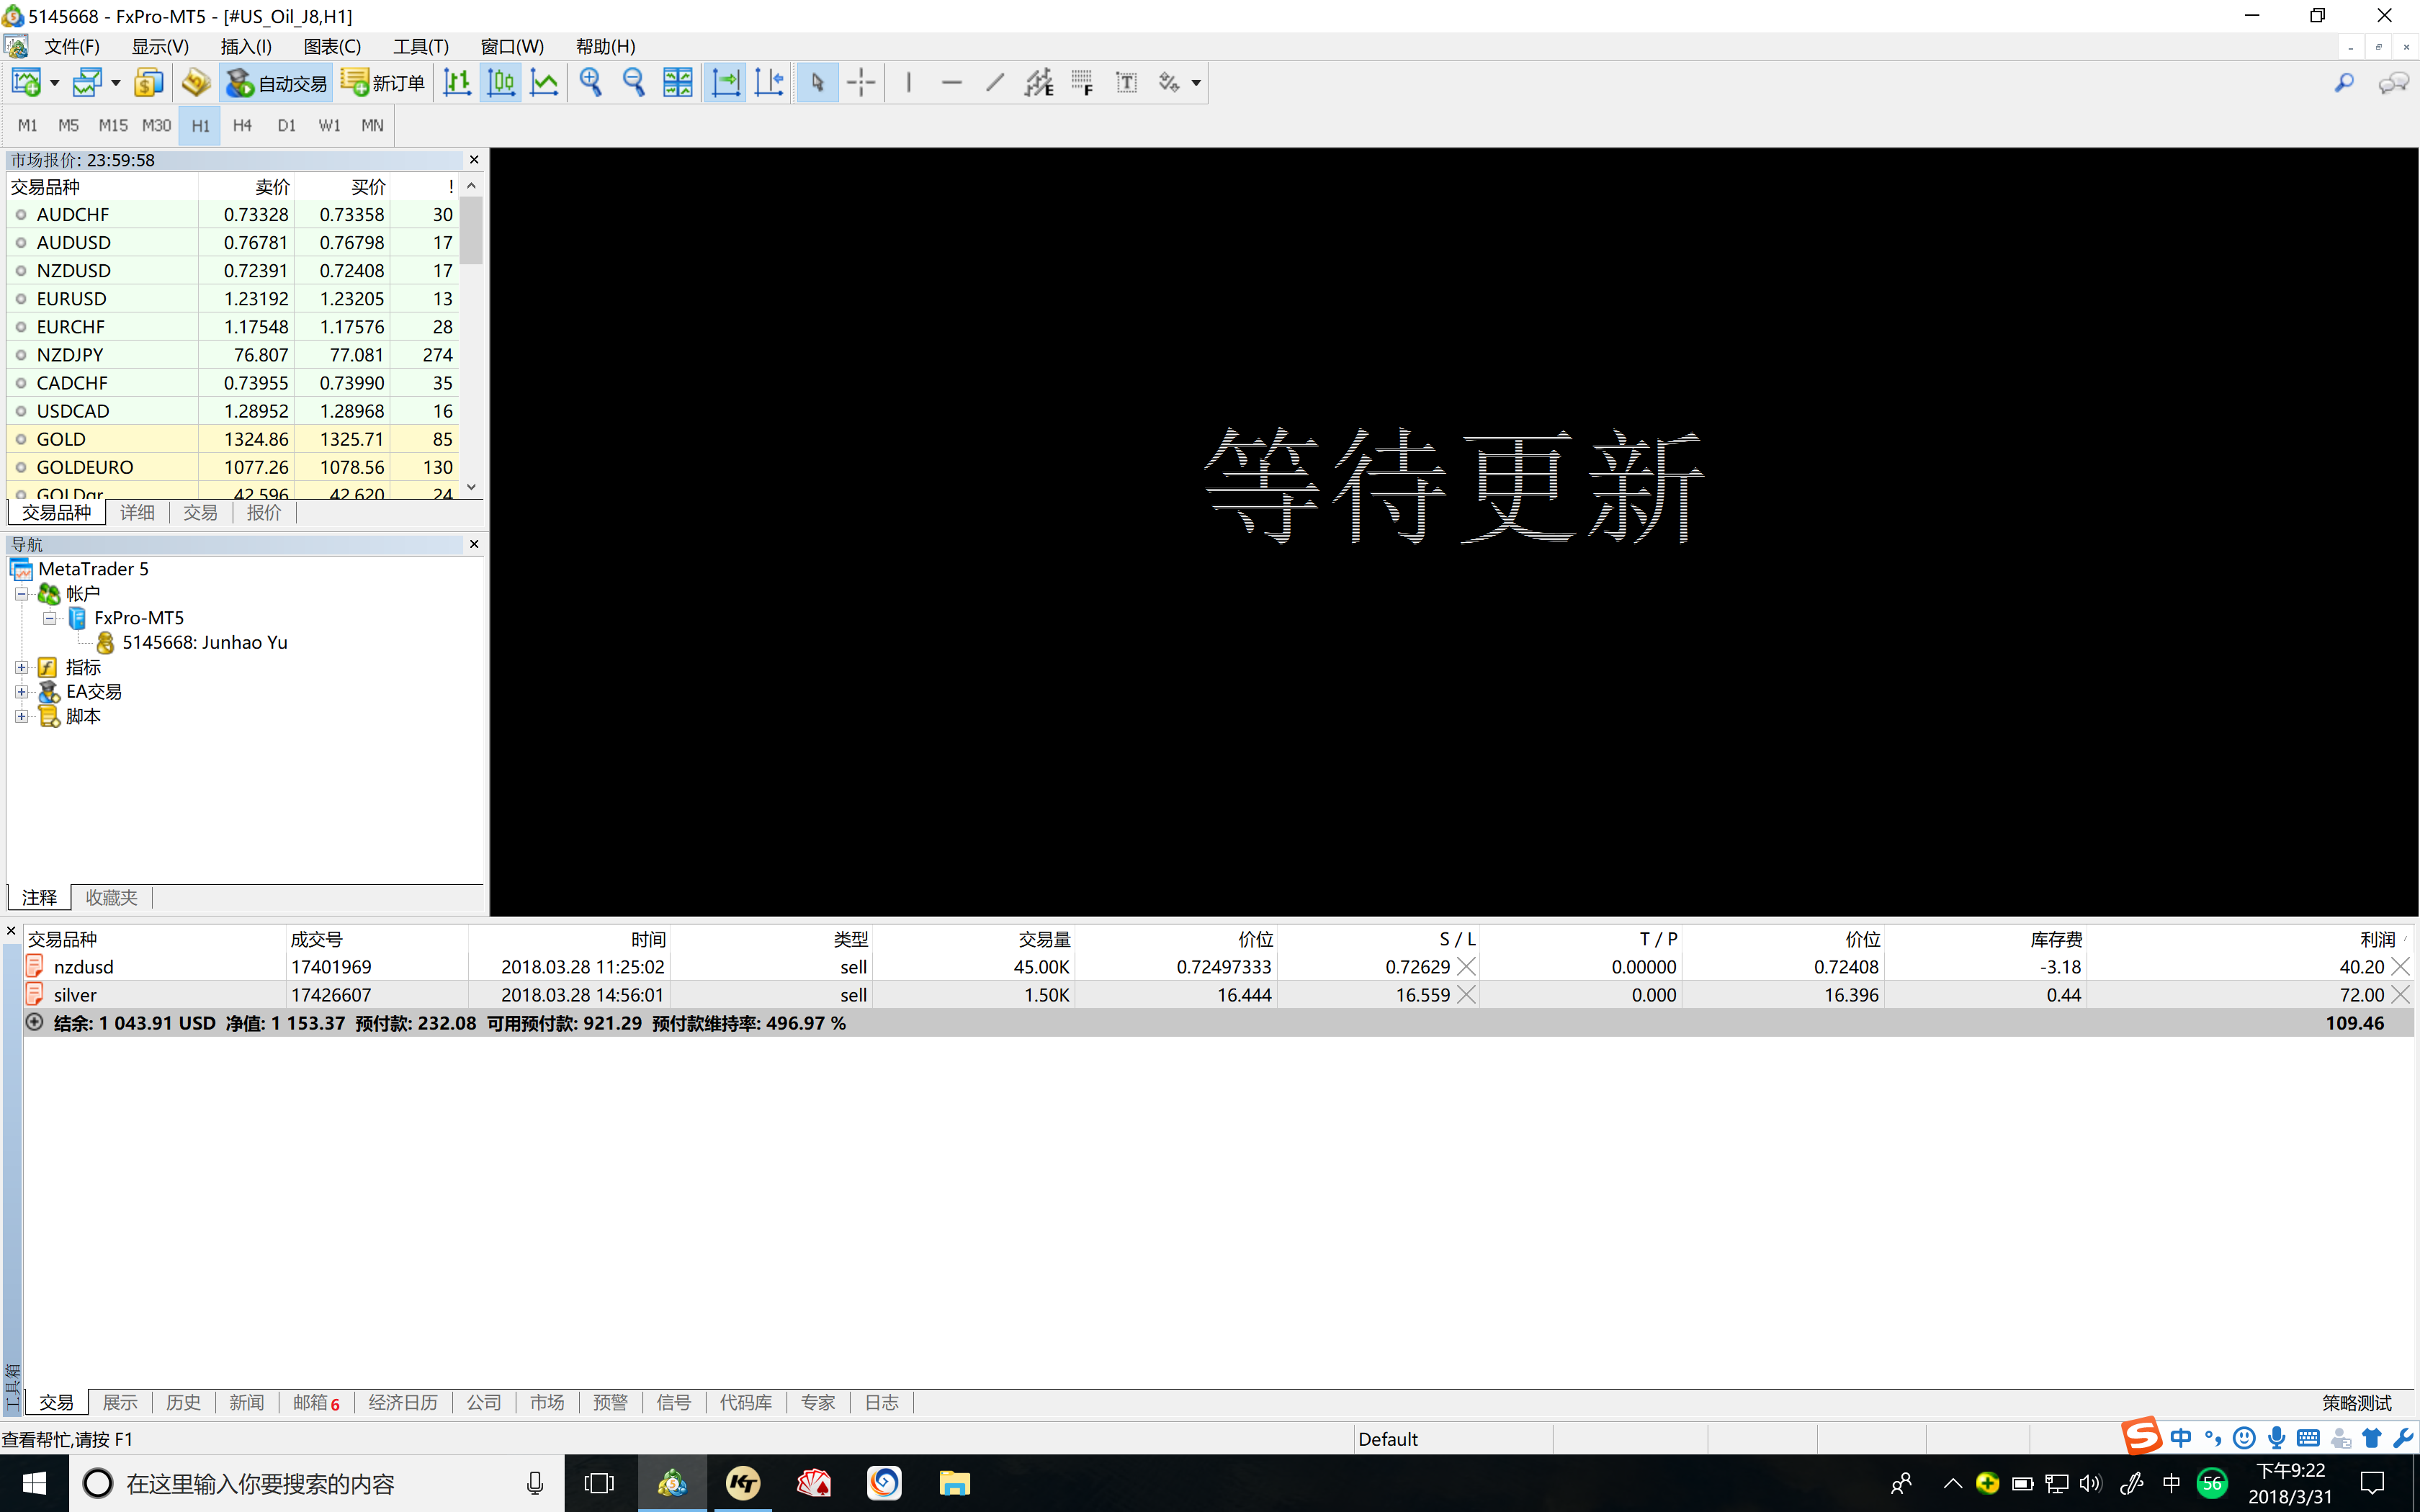 5145668 - FxPro-MT5 - [#US_Oil_J8,H1]
文件(F) 显示(V) 插入(I) 图表(C) 工具(T) 窗口(W) 帮助(H)
自动交易 新订单
M1 M5 M15 M30 H1 H4 D1 W1 MN
市场报价: 23:59:58
交易品种 卖价 买价 !
AUDCHF 0.73328 0.73358 30
AUDUSD 0.76781 0.76798 17
NZDUSD 0.72391 0.72408 17
EURUSD 1.23192 1.23205 13
EURCHF 1.17548 1.17576 28
NZDJPY 76.807 77.081 274
CADCHF 0.73955 0.73990 35
USDCAD 1.28952 1.28968 16
GOLD 1324.86 1325.71 85
GOLDEURO 1077.26 1078.56 130
GOLDgr 42.596 42.620 24
交易品种 详细 交易 报价
等待更新
导航
MetaTrader 5
帐户
FxPro-MT5
5145668: Junhao Yu
指标
EA交易
脚本
注释 收藏夹
交易品种 成交号 时间 类型 交易量 价位 S / L T / P 价位 库存费 利润
nzdusd 17401969 2018.03.28 11:25:02 sell 45.00K 0.72497333 0.72629 0.00000 0.72408 -3.18 40.20
silver 17426607 2018.03.28 14:56:01 sell 1.50K 16.444 16.559 0.000 16.396 0.44 72.00
结余: 1 043.91 USD 净值: 1 153.37 预付款: 232.08 可用预付款: 921.29 预付款维持率: 496.97 % 109.46
工具箱
交易 展示 历史 新闻 邮箱6 经济日历 公司 市场 预警 信号 代码库 专家 日志 策略测试
查看帮忙,请按 F1 Default
中
在这里输入你要搜索的内容
KT
中 56 下午9:22
2018/3/31